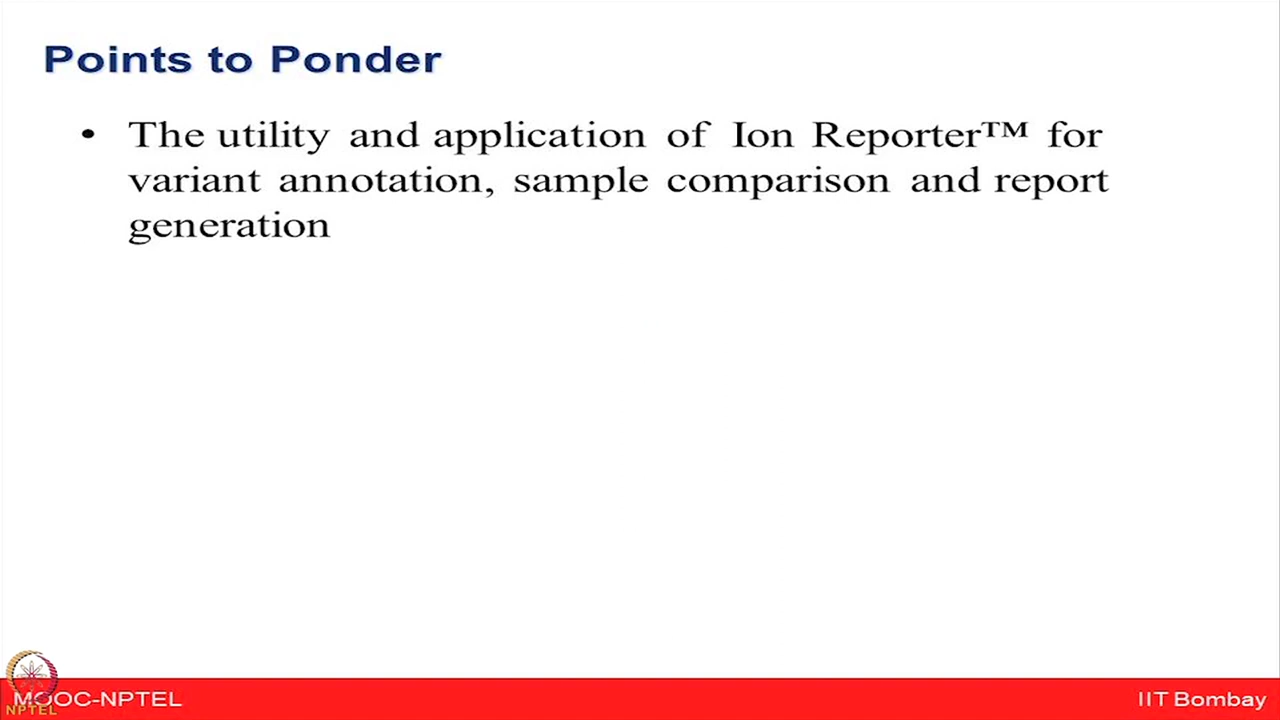 Points to Ponder
• The utility and application of Ion Reporter™ for
variant annotation, sample comparison and report
generation
MOOC-NPTEL
NPTEL
IIT Bombay